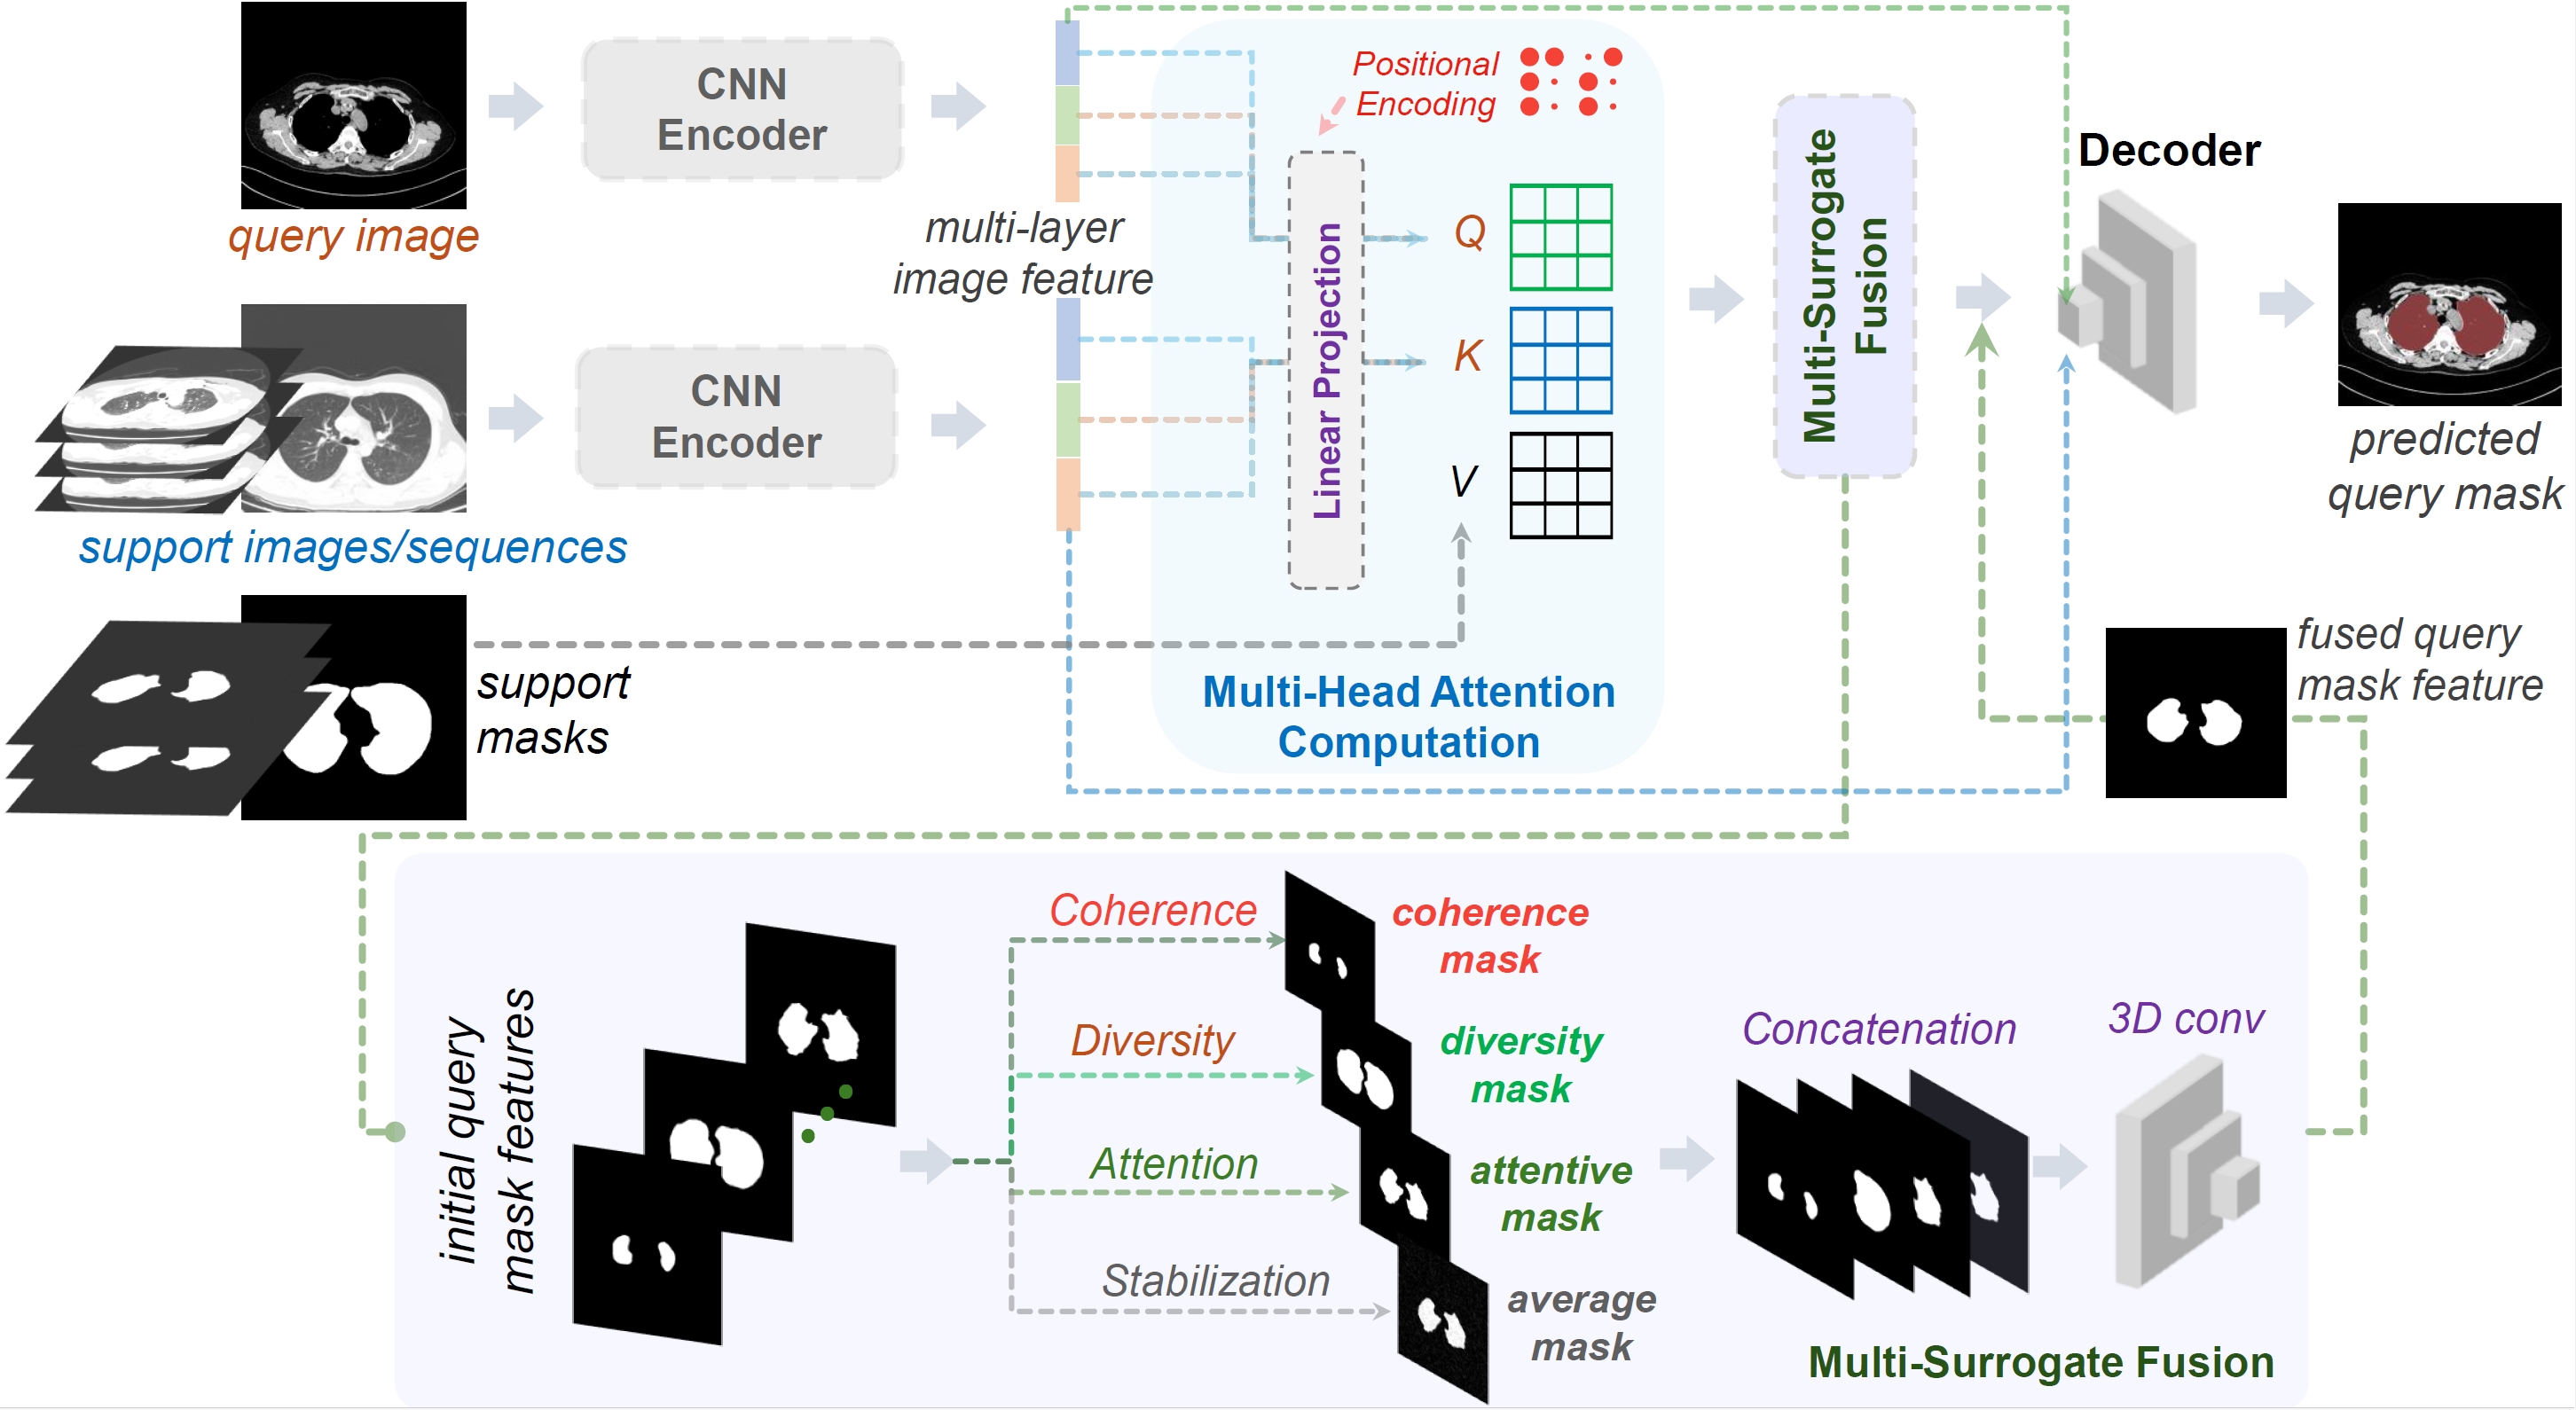 query image
CNN
Encoder
support images/sequences
CNN
Encoder
support
masks
multi-layer
image feature
Positional
Encoding
Linear Projection
Q
K
V
Multi-Head Attention
Computation
Multi-Surrogate
Fusion
Decoder
predicted
query mask
fused query
mask feature
initial query
mask features
Coherence
Diversity
Attention
Stabilization
coherence
mask
diversity
mask
attentive
mask
average
mask
Concatenation
3D conv
Multi-Surrogate Fusion